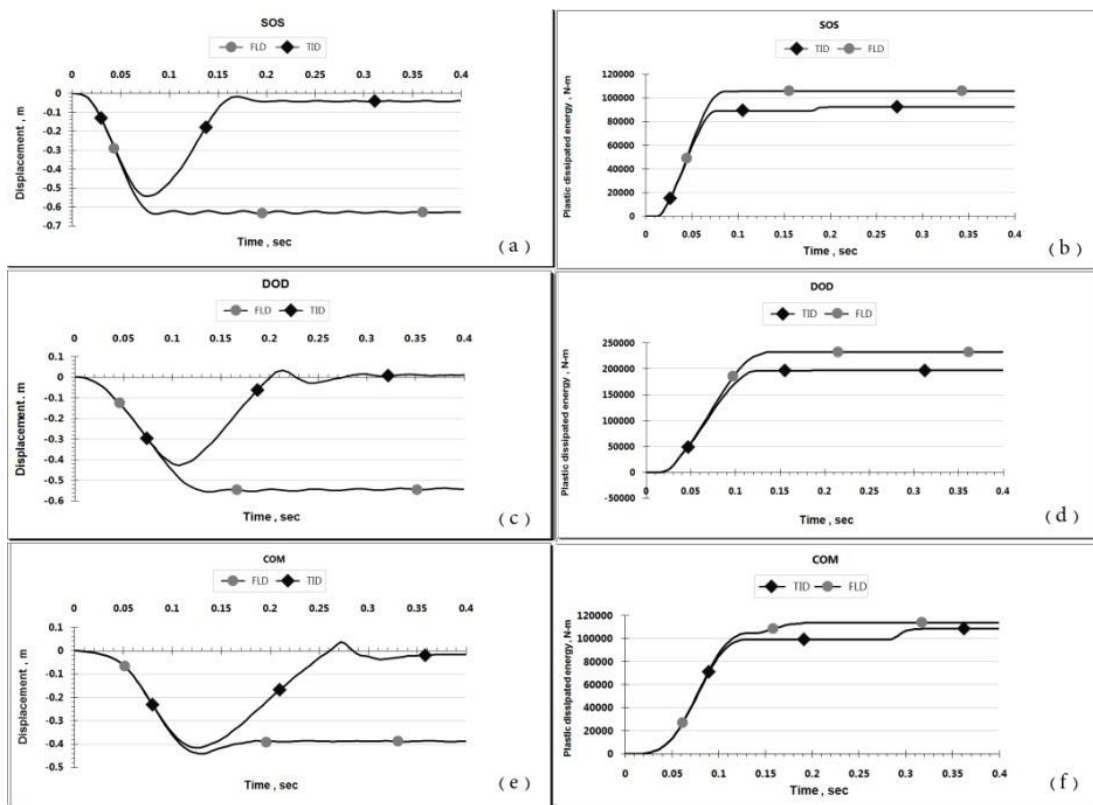 SOS
FLD TID
0 0.05 0.1 0.15 0.2 0.25 0.3 0.35 0.4
0
-0.1
-0.2
-0.3
-0.4
-0.5
-0.6
-0.7
Displacement , m
Time , sec
( a )
SOS
TID FLD
120000
100000
80000
60000
40000
20000
0
Plastic dissipated energy , N-m
0 0.05 0.1 0.15 0.2 0.25 0.3 0.35 0.4
Time , sec
( b )
DOD
FLD TID
0 0.05 0.1 0.15 0.2 0.25 0.3 0.35 0.4
0.1
0
-0.1
-0.2
-0.3
-0.4
-0.5
-0.6
Displacement , m
Time , sec
( c )
DOD
TID FLD
250000
200000
150000
100000
50000
0
-50000
Plastic dissipated energy , N-m
0 0.05 0.1 0.15 0.2 0.25 0.3 0.35 0.4
Time , sec
( d )
COM
FLD TID
0 0.05 0.1 0.15 0.2 0.25 0.3 0.35 0.4
0.1
0
-0.1
-0.2
-0.3
-0.4
-0.5
Displacement , m
Time , sec
( e )
COM
TID FLD
120000
100000
80000
60000
40000
20000
0
Plastic dissipated energy, N-m
0 0.05 0.1 0.15 0.2 0.25 0.3 0.35 0.4
Time , sec
( f )